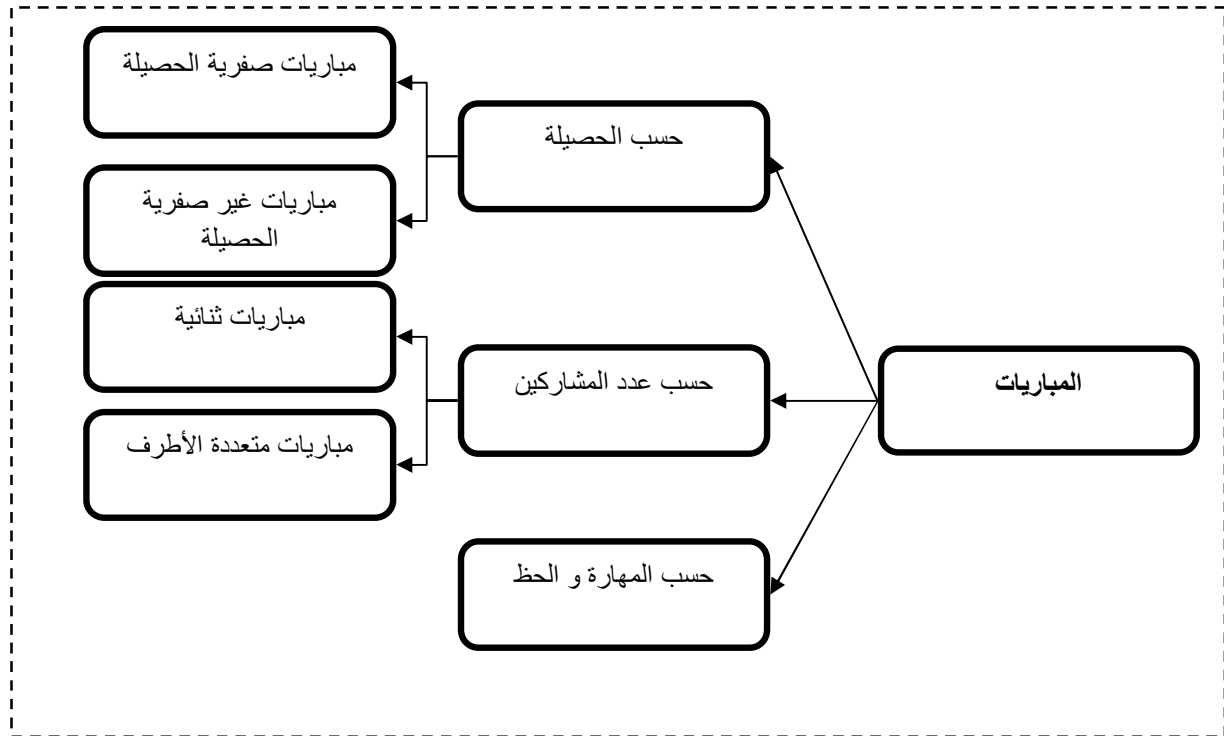 المباريات
حسب الحصيلة
مباريات صفرية الحصيلة
مباريات غير صفرية
الحصيلة
حسب عدد المشاركين
مباريات ثنائية
مباريات متعددة الأطرف
حسب المهارة و الحظ